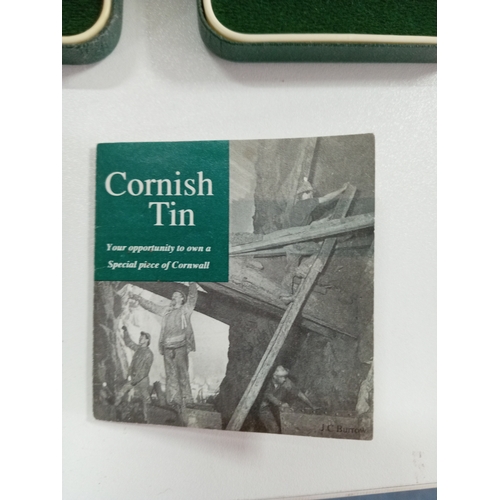 Cornish
Tin
Your opportunity to own a
Special piece of Cornwall
J C Burrow